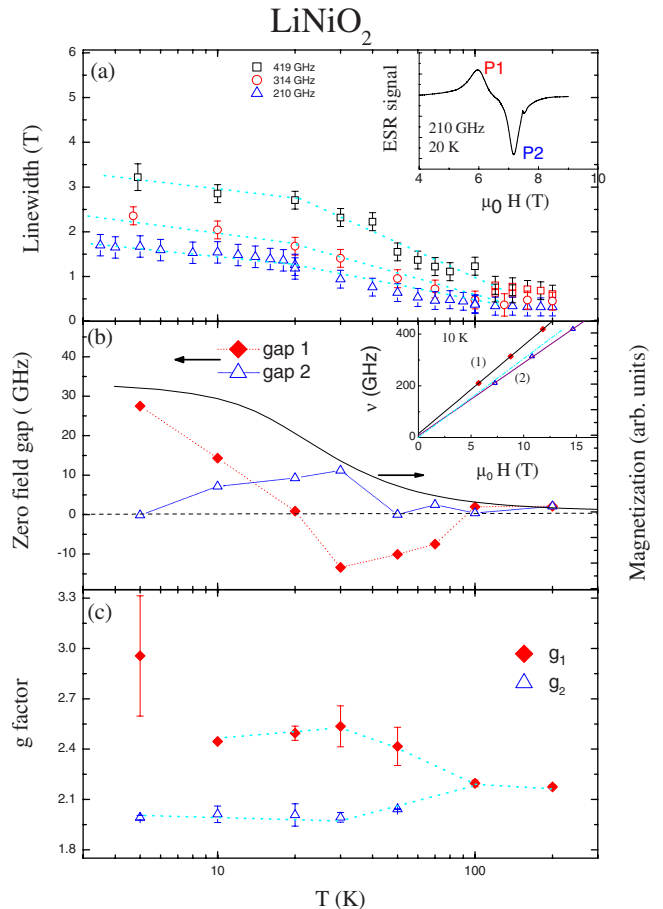 LiNiO2
(a)
419 GHz
314 GHz
210 GHz
6
5
4
3
2
1
0
Linewidth (T)
ESR signal
P1
P2
210 GHz
20 K
4 6 8 10
μ0 H (T)
(b)
gap 1
gap 2
40
30
20
10
0
-10
Zero field gap ( GHz)
Magnetization (arb. units)
ν (GHz)
400
200
0
10 K
(1)
(2)
0 5 10 15
μ0 H (T)
(c)
g1
g2
3.3
3.0
2.7
2.4
2.1
1.8
g factor
10 100
T (K)